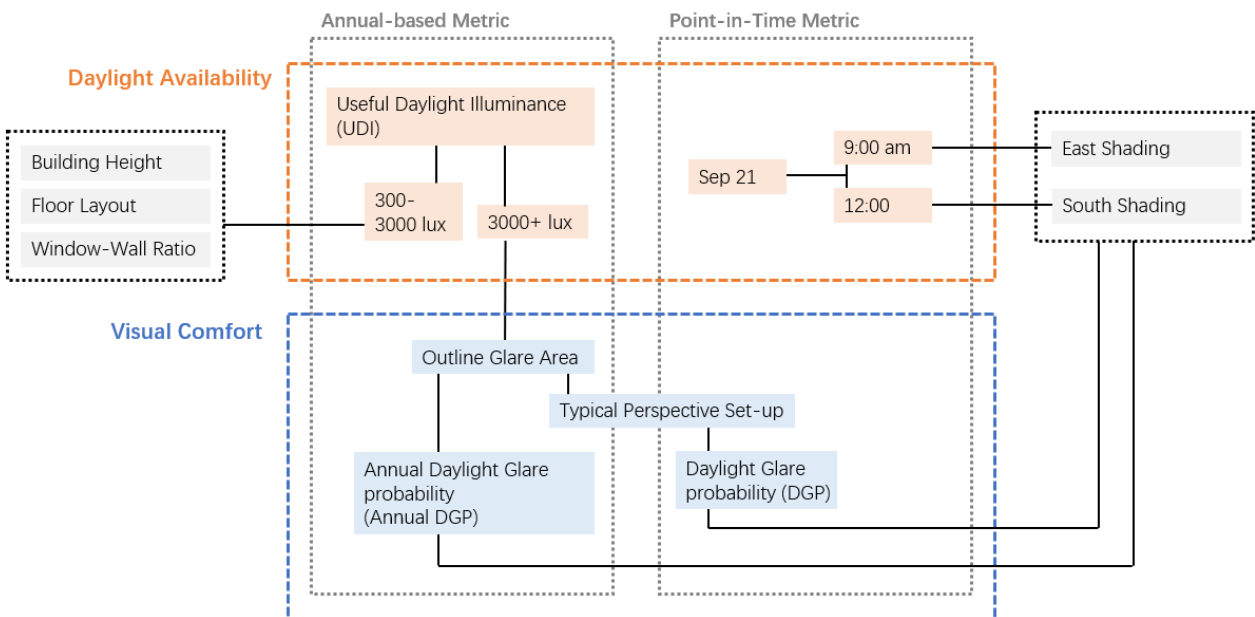 Annual-based Metric
Point-in-Time Metric
Daylight Availability
Useful Daylight Illuminance
(UDI)
Building Height
Floor Layout
Window-Wall Ratio
300-
3000 lux
3000+ lux
Sep 21
9:00 am
12:00
East Shading
South Shading
Visual Comfort
Outline Glare Area
Typical Perspective Set-up
Annual Daylight Glare
probability
(Annual DGP)
Daylight Glare
probability (DGP)